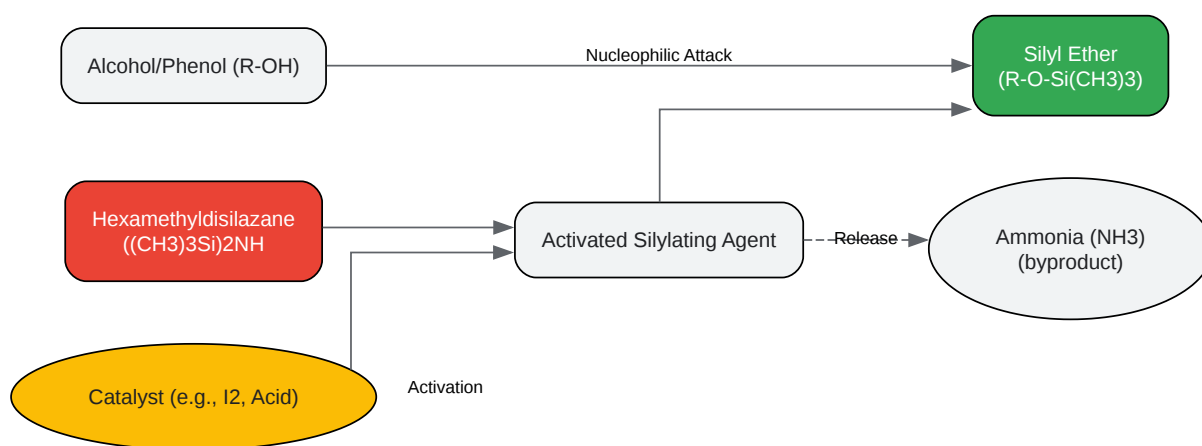 Alcohol/Phenol (R-OH)
Nucleophilic Attack
Silyl Ether
(R-O-Si(CH3)3)
Hexamethyldisilazane
((CH3)3Si)2NH
Activated Silylating Agent
Release
Ammonia (NH3)
(byproduct)
Catalyst (e.g., I2, Acid)
Activation